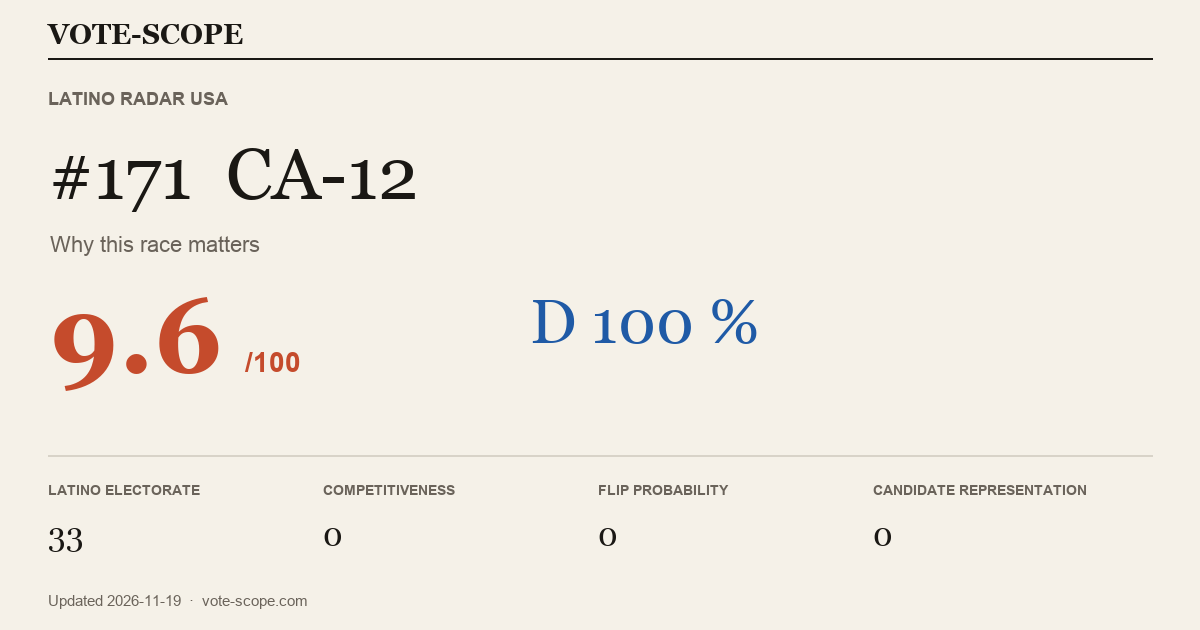 VOTE-SCOPE
LATINO RADAR USA
#171 CA-12
Why this race matters
9.6 /100 D 100 %
LATINO ELECTORATE COMPETITIVENESS FLIP PROBABILITY CANDIDATE REPRESENTATION
33 0 0 0
Updated 2026-11-19 · vote-scope.com